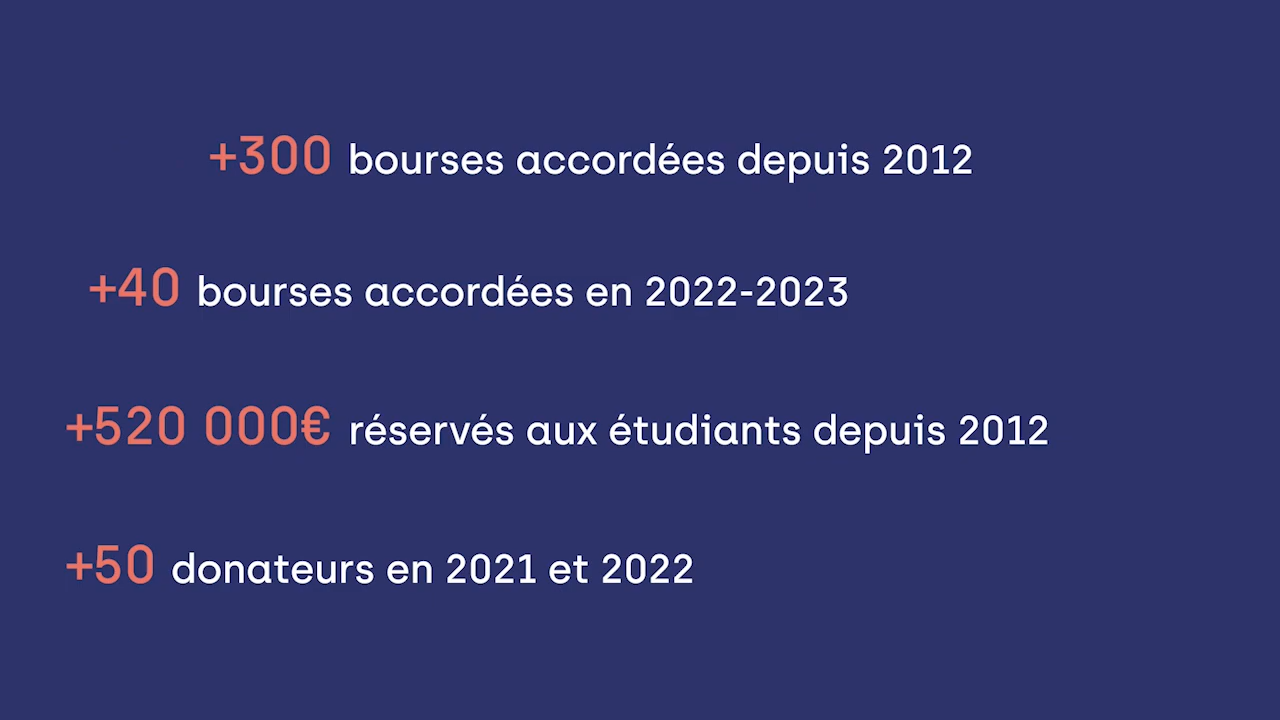 +300 bourses accordées depuis 2012
+40 bourses accordées en 2022-2023
+520 000€ réservés aux étudiants depuis 2012
+50 donateurs en 2021 et 2022